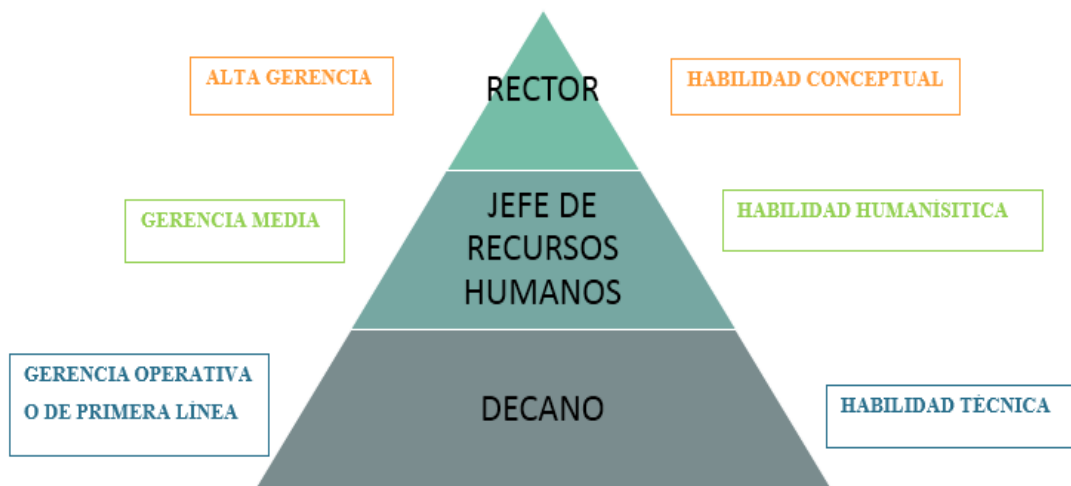 ALTA GERENCIA
RECTOR
HABILIDAD CONCEPTUAL
GERENCIA MEDIA
JEFE DE
RECURSOS
HUMANOS
HABILIDAD HUMANÍSITICA
GERENCIA OPERATIVA
O DE PRIMERA LÍNEA
DECANO
HABILIDAD TÉCNICA